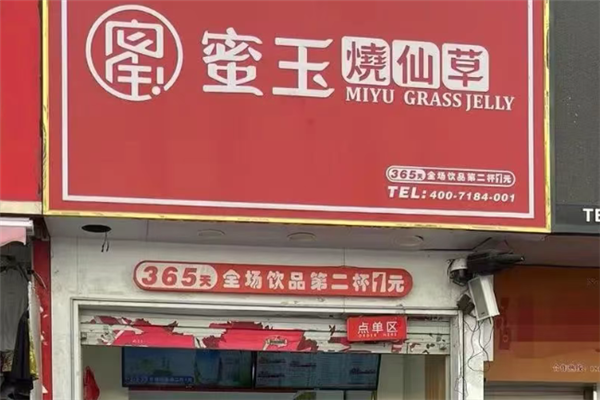 蜜玉燒仙草
MIYU GRASS JELLY
365天全场饮品第二杯1元
TEL:400-7184-001
TE
365天 全场饮品第二杯1元
点单区